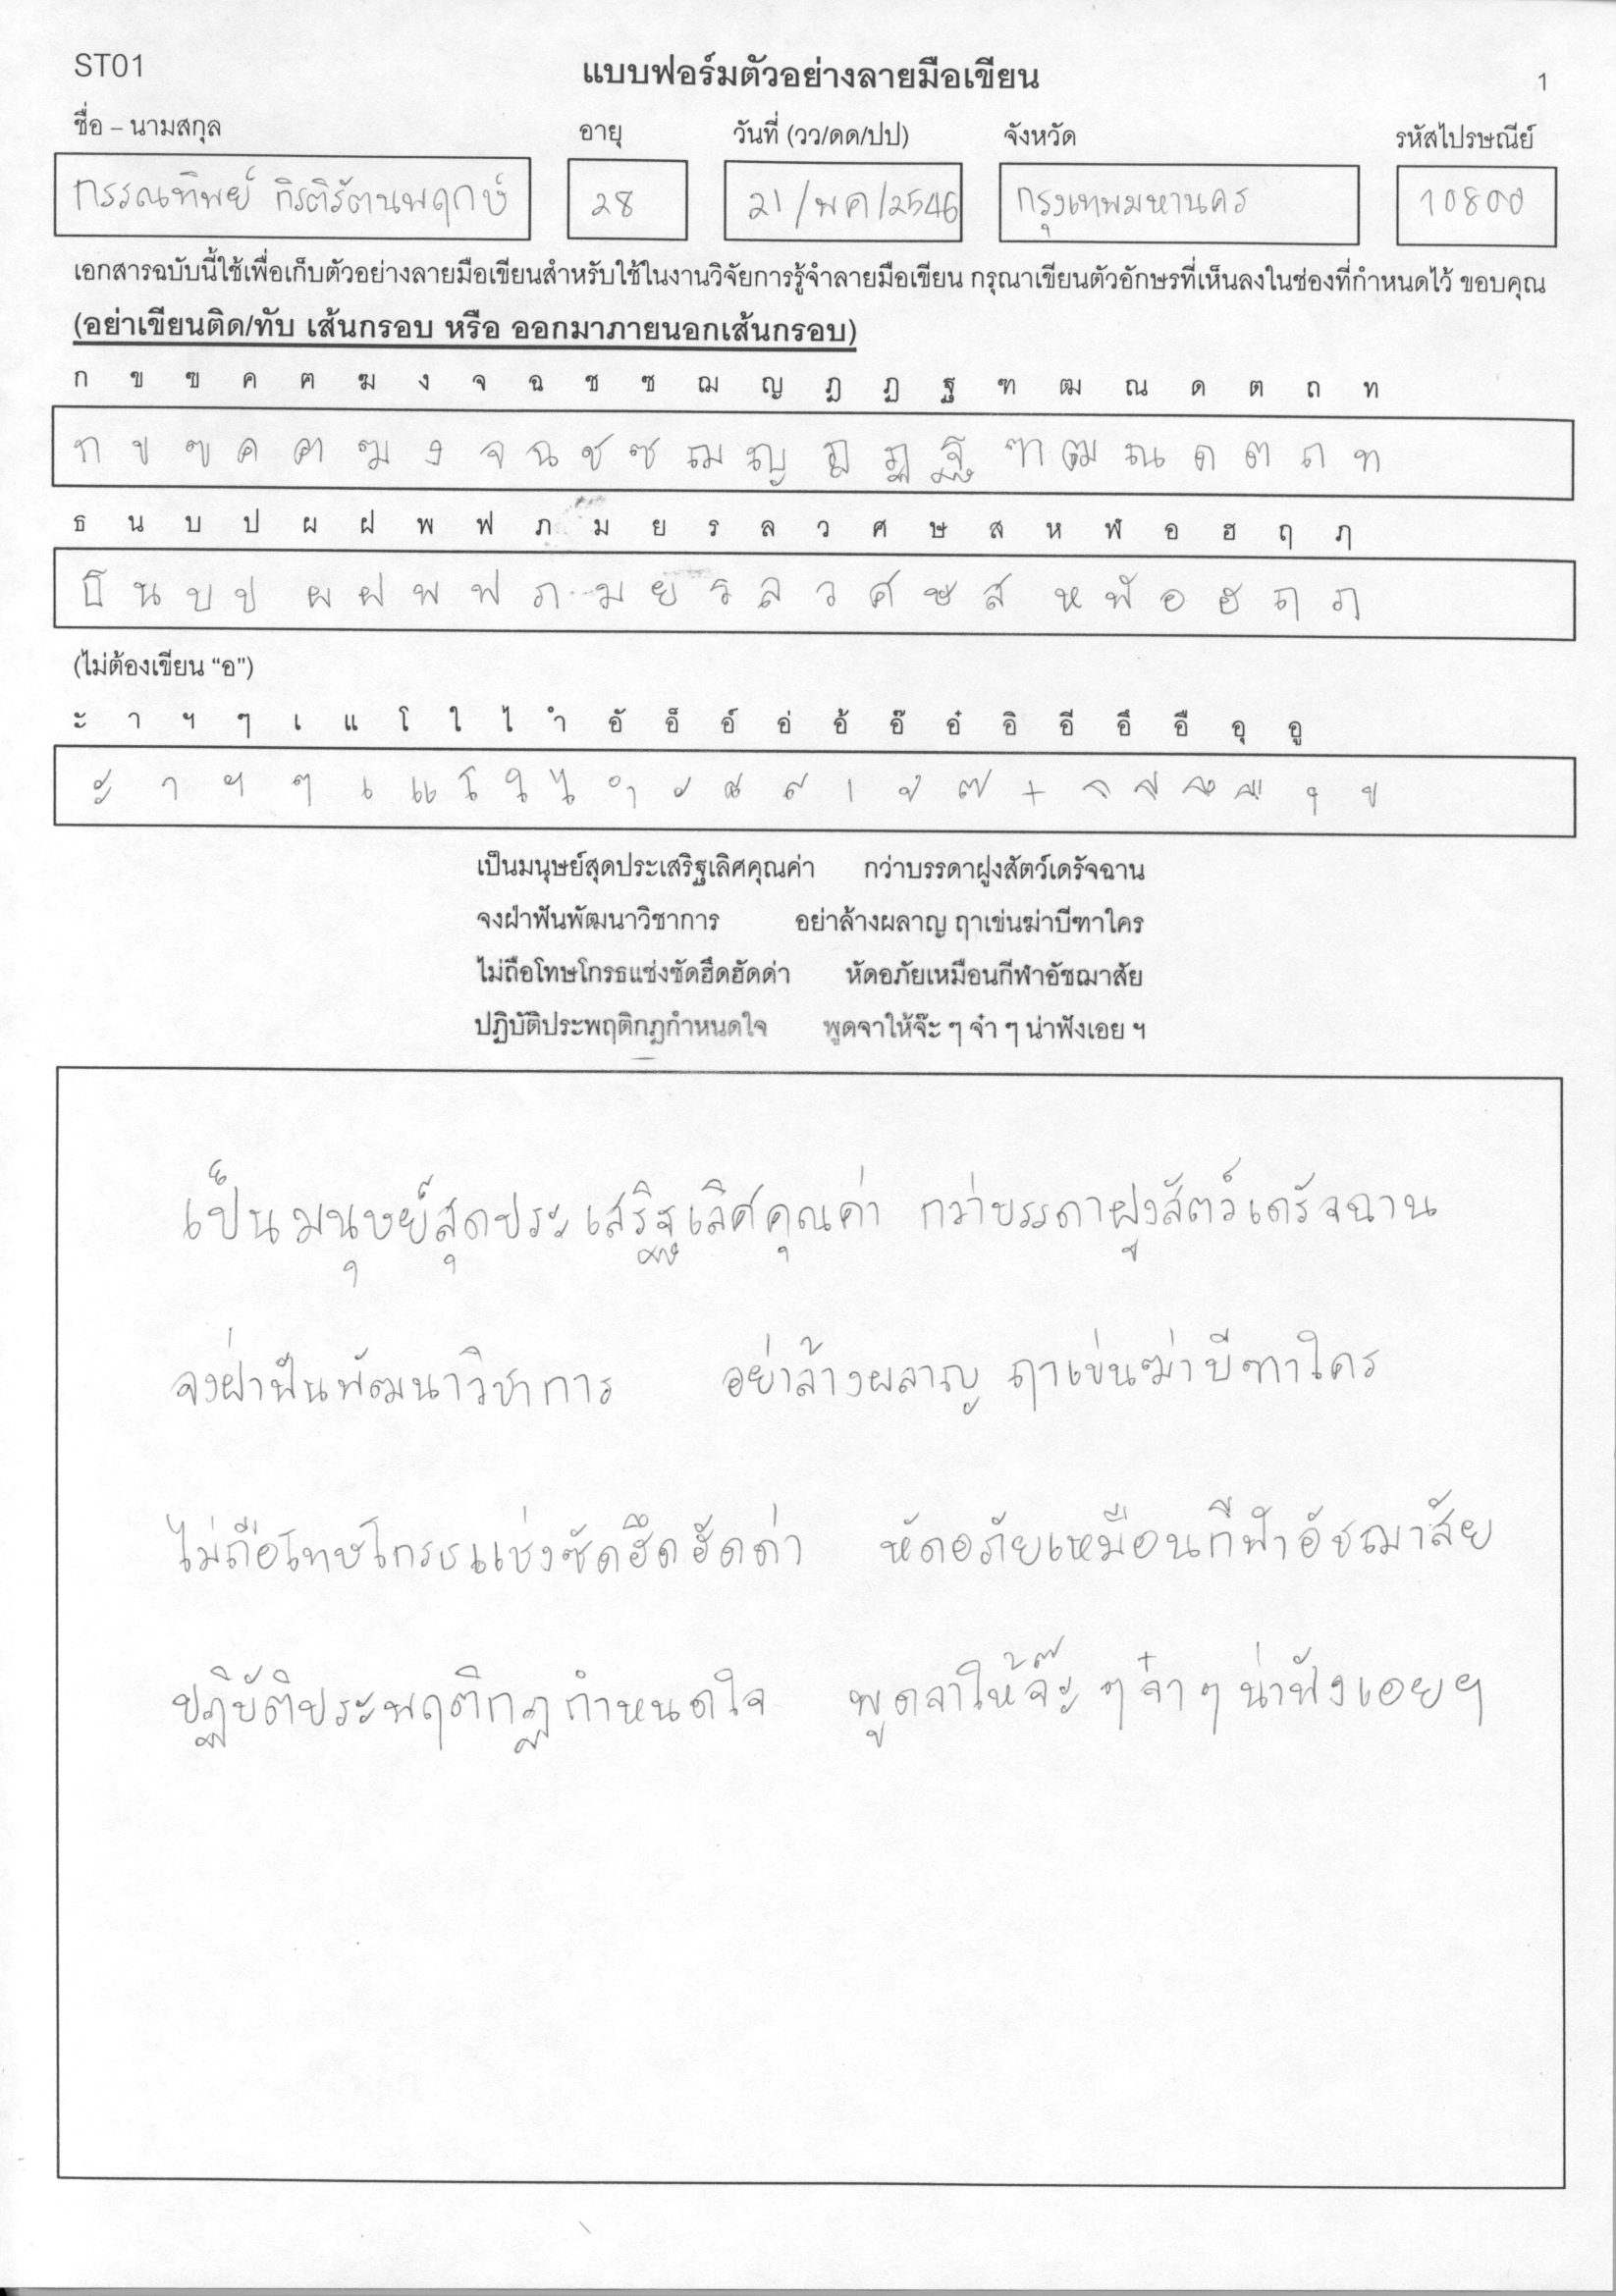 ST01
แบบฟอร์มตัวอย่างลายมือเขียน
1
ชื่อ – นามสกุล อายุ วันที่ (วว/ดด/ปป) จังหวัด รหัสไปรษณีย์
กรรณทิพย์ กิรติรัตนพฤกษ์ 28 21/พค/2546 กรุงเทพมหานคร 10800
เอกสารฉบับนี้ใช้เพื่อเก็บตัวอย่างลายมือเขียนสำหรับใช้ในงานวิจัยการรู้จำลายมือเขียน กรุณาเขียนตัวอักษรที่เห็นลงในช่องที่กำหนดไว้ ขอบคุณ
(อย่าเขียนติด/ทับ เส้นกรอบ หรือ ออกมาภายนอกเส้นกรอบ)
ก ข ฃ ค ฅ ฆ ง จ ฉ ช ซ ฌ ญ ฎ ฏ ฐ ฑ ฒ ณ ด ต ถ ท
ก ข ฃ ค ฅ ฆ ง จ ฉ ช ซ ฌ ญ ฎ ฏ ฐ ฑ ฒ ณ ด ต ถ ท
ธ น บ ป ผ ฝ พ ฟ ภ ม ย ร ล ว ศ ษ ส ห ฬ อ ฮ ฤ ฦ
ธ น บ ป ผ ฝ พ ฟ ภ ม ย ร ล ว ศ ษ ส ห ฬ อ ฮ ฤ ฦ
(ไม่ต้องเขียน “อ”)
ะ า ฯ ๆ เ แ โ ใ ไ ำ อั อ็ อ์ อ่ อ้ อ๊ อ๋ อิ อี อึ อื อุ อู
ะ า ฯ ๆ เ แ โ ใ ไ ำ ั ็ ์ ่ ้ ๊ ๋ ิ ี ึ ื ุ ู
เป็นมนุษย์สุดประเสริฐเลิศคุณค่า กว่าบรรดาฝูงสัตว์เดรัจฉาน
จงฝ่าฟันพัฒนาวิชาการ อย่าล้างผลาญ ฤาเข่นฆ่าบีฑาใคร
ไม่ถือโทษโกรธแช่งซัดฮึดฮัดด่า หัดอภัยเหมือนกีฬาอัชฌาสัย
ปฏิบัติประพฤติกฎกำหนดใจ พูดจาให้จ๊ะ ๆ จ๋า ๆ น่าฟังเอย ฯ
เป็นมนุษย์สุดประเสริฐเลิศคุณค่า กว่าบรรดาฝูงสัตว์เดรัจฉาน
จงฝ่าฟันพัฒนาวิชาการ อย่าล้างผลาญ ฤาเข่นฆ่าบีฑาใคร
ไม่ถือโทษโกรธแช่งซัดฮึดฮัดด่า หัดอภัยเหมือนกีฬาอัชฌาสัย
ปฏิบัติประพฤติกฏกำหนดใจ พูดจาให้จ๊ะ ๆ จ๋า ๆ น่าฟังเอยฯ